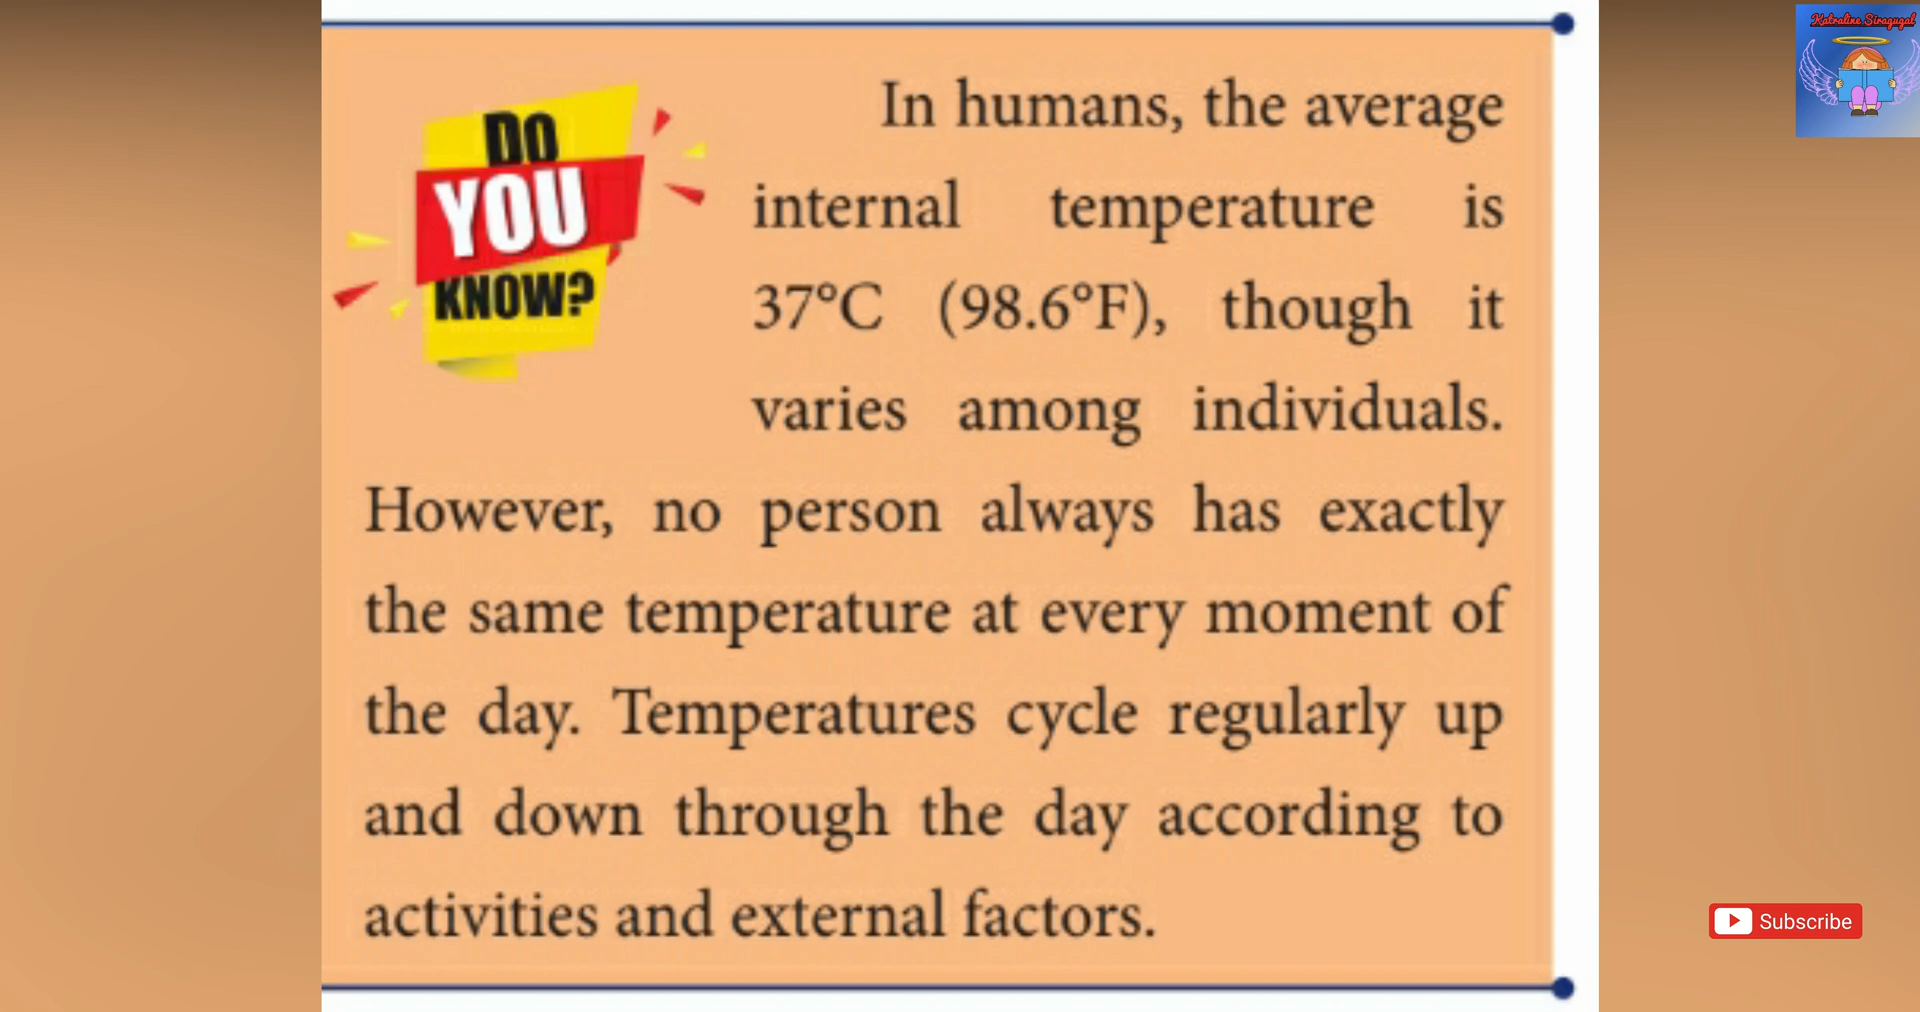 Katraline Siragugal
DO
YOU
KNOW?
In humans, the average
internal temperature is
37°C (98.6°F), though it
varies among individuals.
However, no person always has exactly
the same temperature at every moment of
the day. Temperatures cycle regularly up
and down through the day according to
activities and external factors.
Subscribe